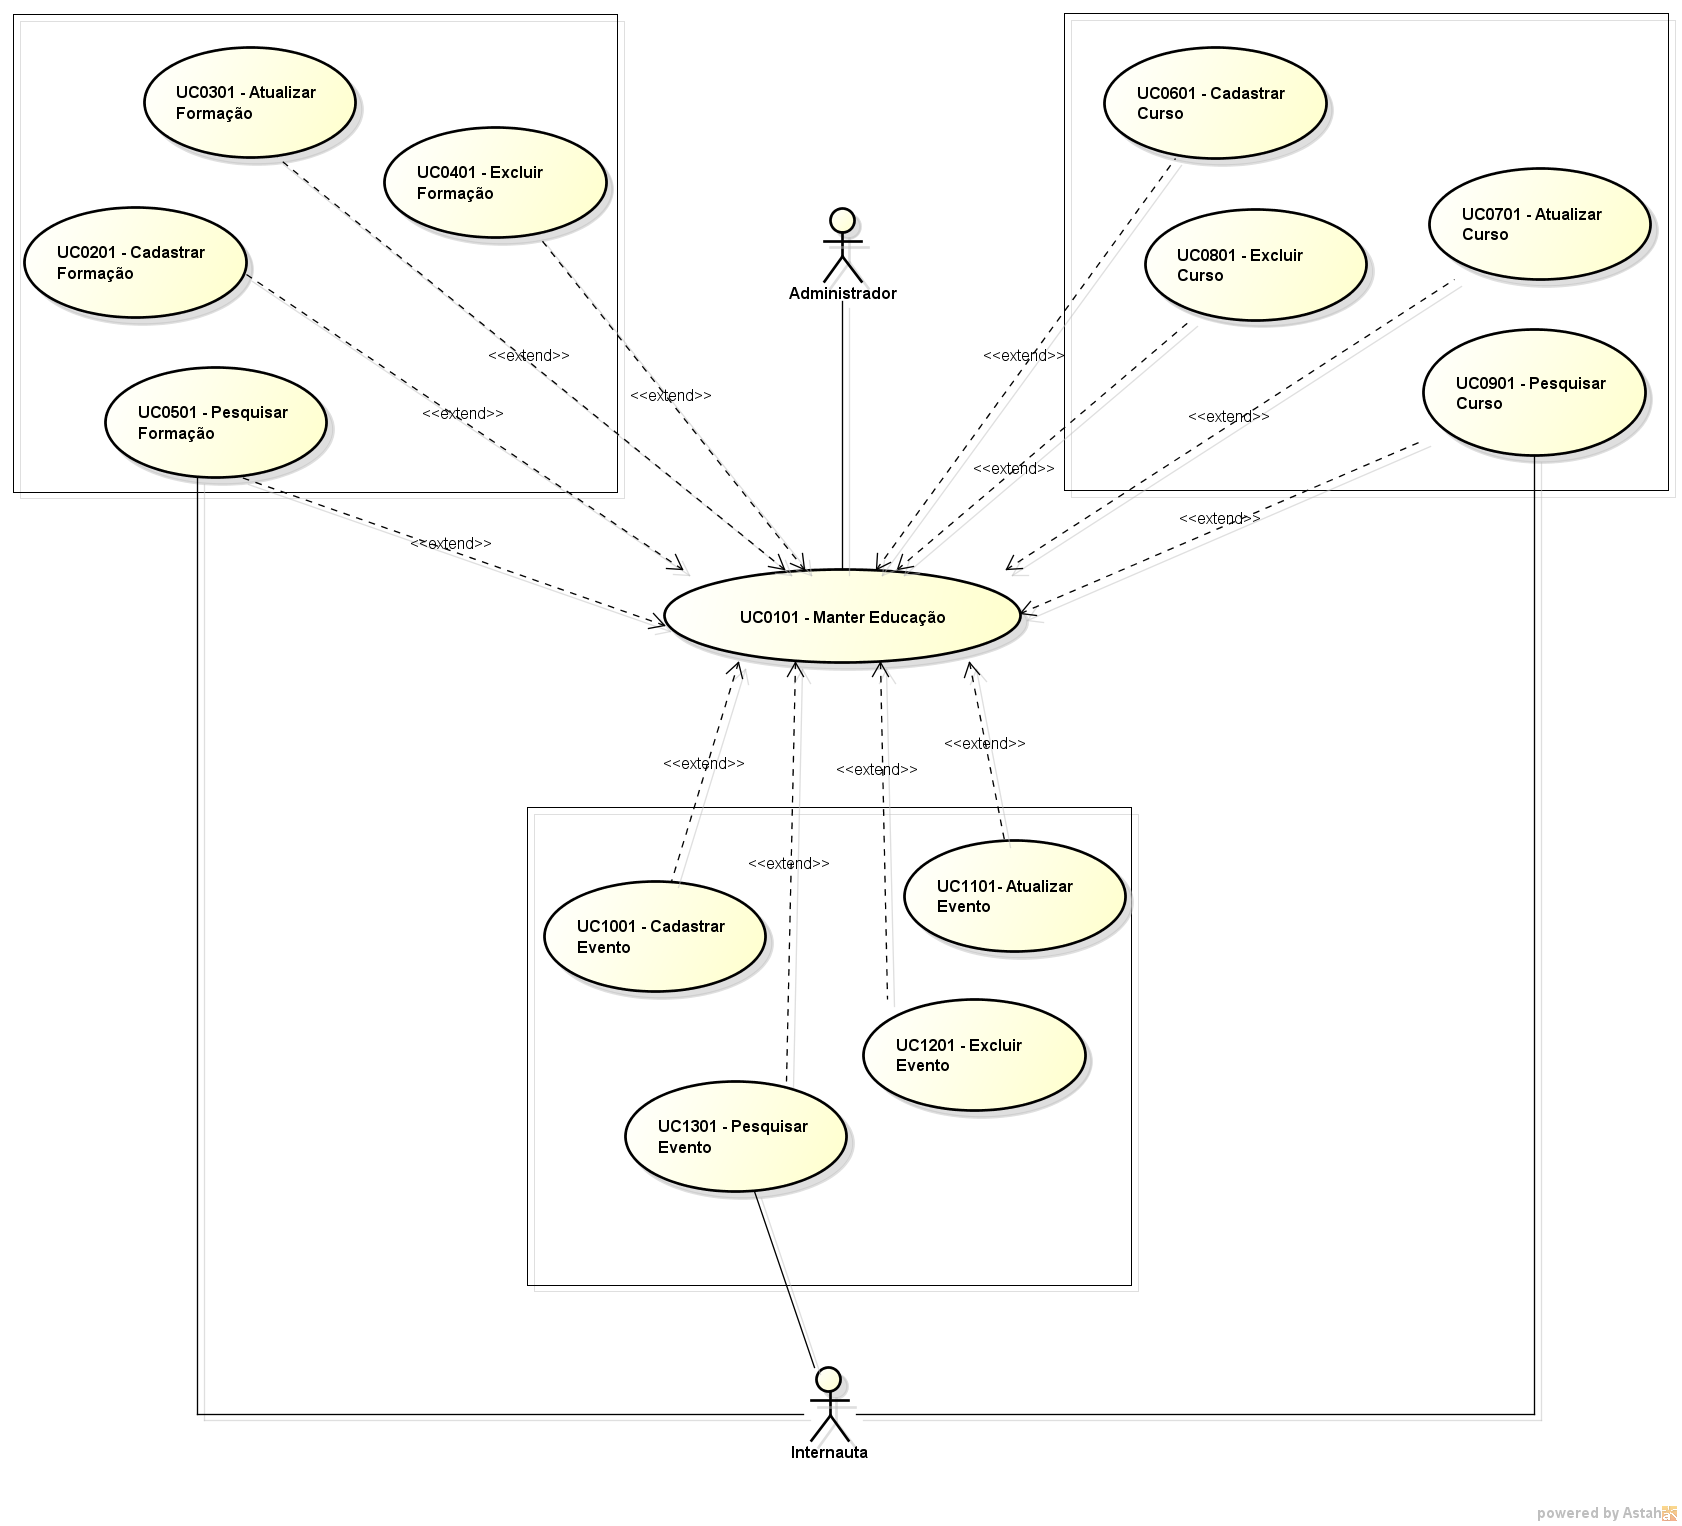 UC0301 - Atualizar
Formação
UC0401 - Excluir
Formação
UC0201 - Cadastrar
Formação
UC0501 - Pesquisar
Formação
UC0601 - Cadastrar
Curso
UC0701 - Atualizar
Curso
UC0801 - Excluir
Curso
UC0901 - Pesquisar
Curso
Administrador
<<extend>>
<<extend>>
<<extend>>
<<extend>>
<<extend>>
<<extend>>
<<extend>>
<<extend>>
UC0101 - Manter Educação
<<extend>>
<<extend>>
<<extend>>
<<extend>>
UC1101- Atualizar
Evento
UC1001 - Cadastrar
Evento
UC1201 - Excluir
Evento
UC1301 - Pesquisar
Evento
Internauta
powered by Astah